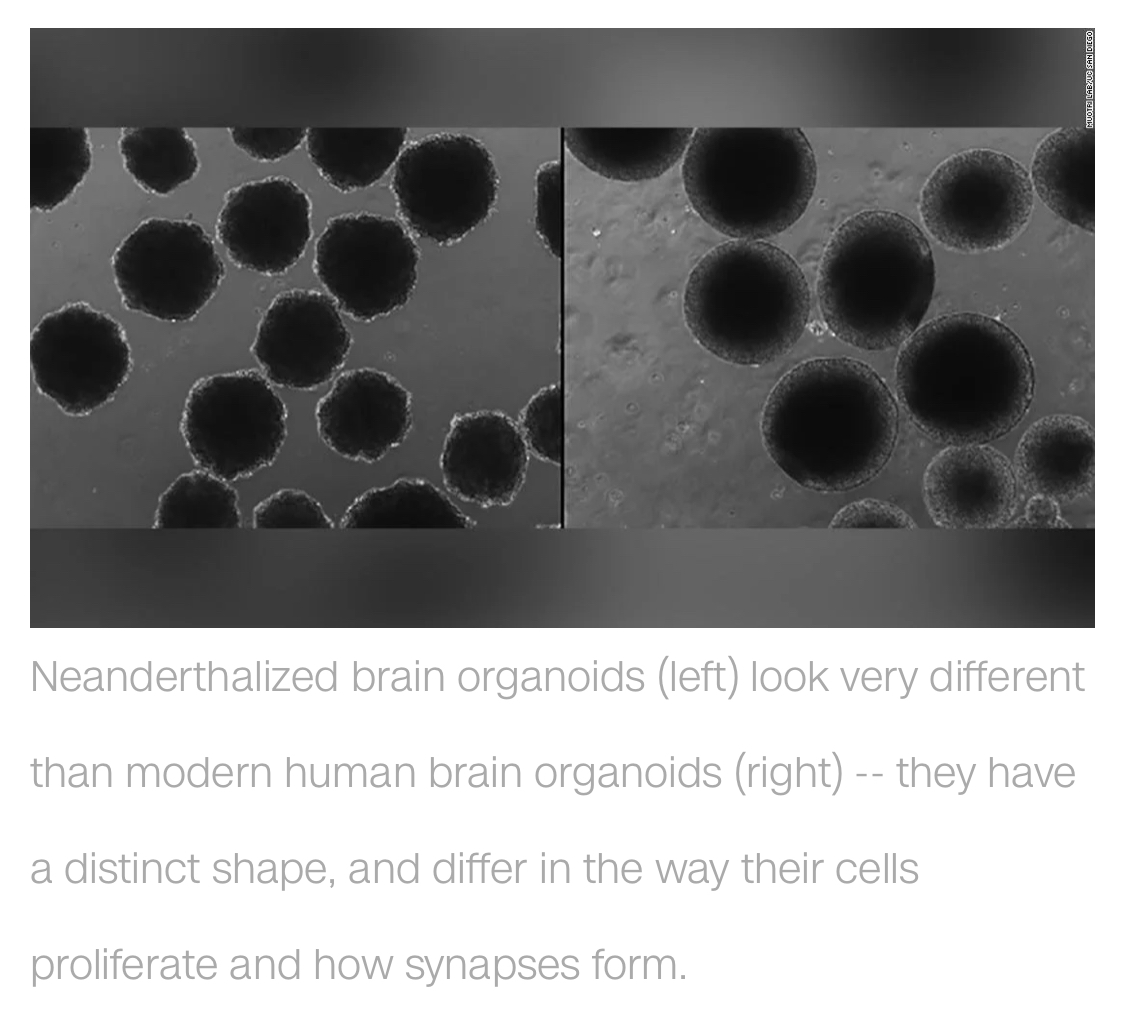 MUOTRI LAB/UC SAN DIEGO
Neanderthalized brain organoids (left) look very different
than modern human brain organoids (right) -- they have
a distinct shape, and differ in the way their cells
proliferate and how synapses form.